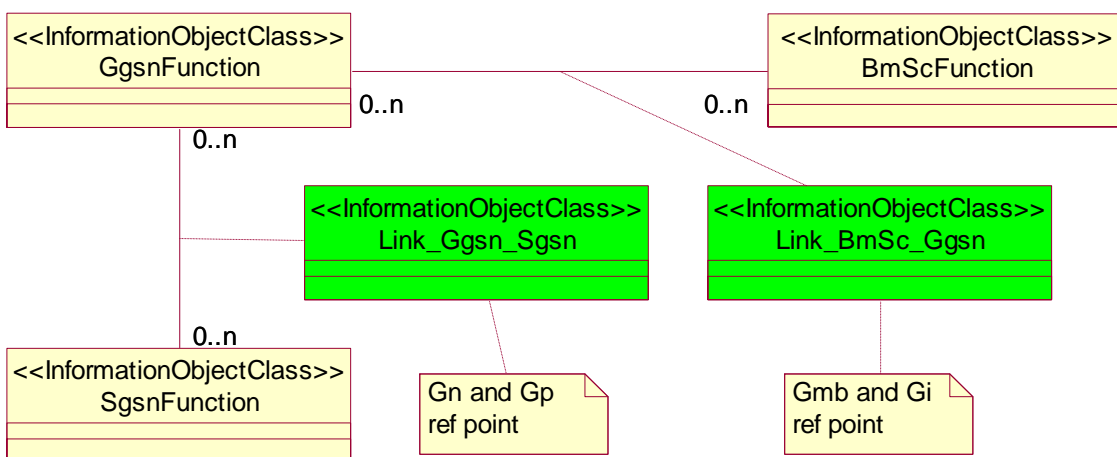 <<InformationObjectClass>>
GgsnFunction
<<InformationObjectClass>>
BmScFunction
0..n
0..n
0..n
<<InformationObjectClass>>
Link_Ggsn_Sgsn
<<InformationObjectClass>>
Link_BmSc_Ggsn
0..n
<<InformationObjectClass>>
SgsnFunction
Gn and Gp
ref point
Gmb and Gi
ref point